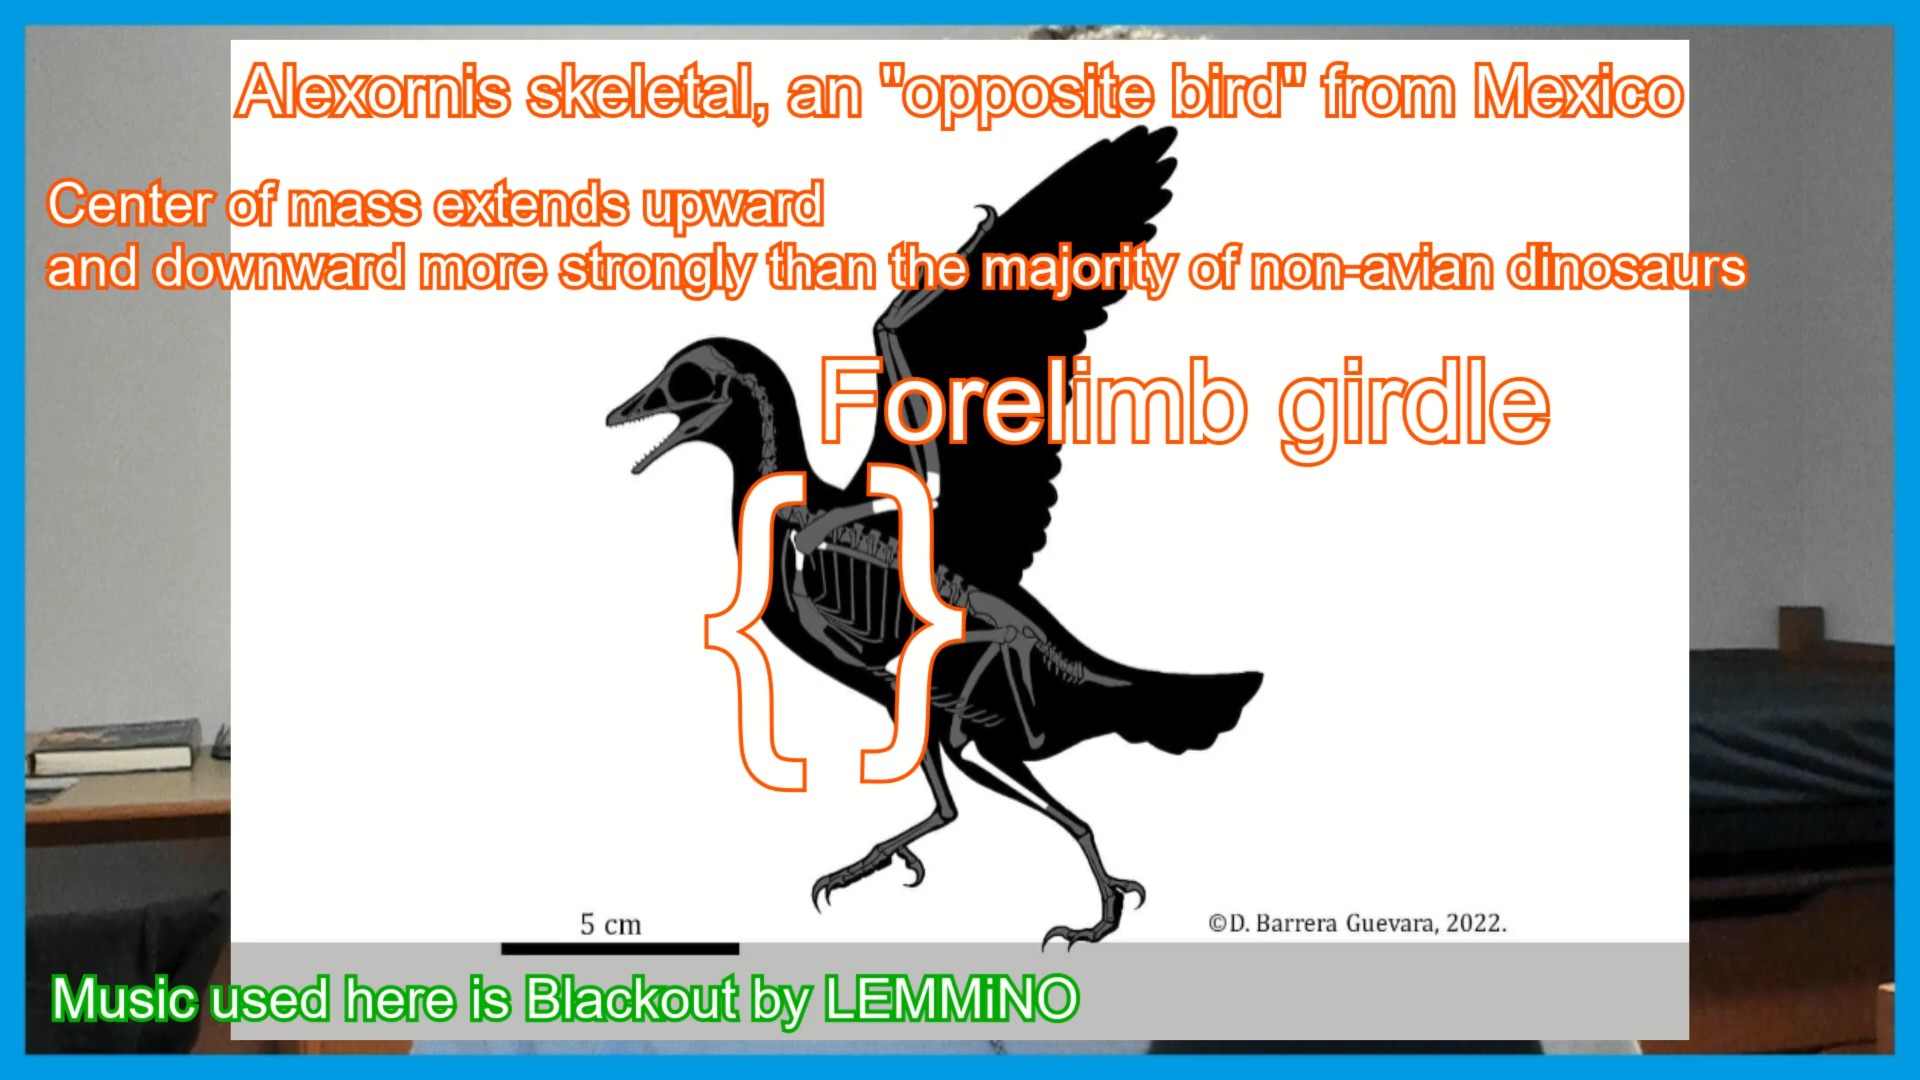 Alexornis skeletal, an "opposite bird" from Mexico
Center of mass extends upward
and downward more strongly than the majority of non-avian dinosaurs
Forelimb girdle
{ }
5 cm
©D. Barrera Guevara, 2022.
Music used here is Blackout by LEMMiNO